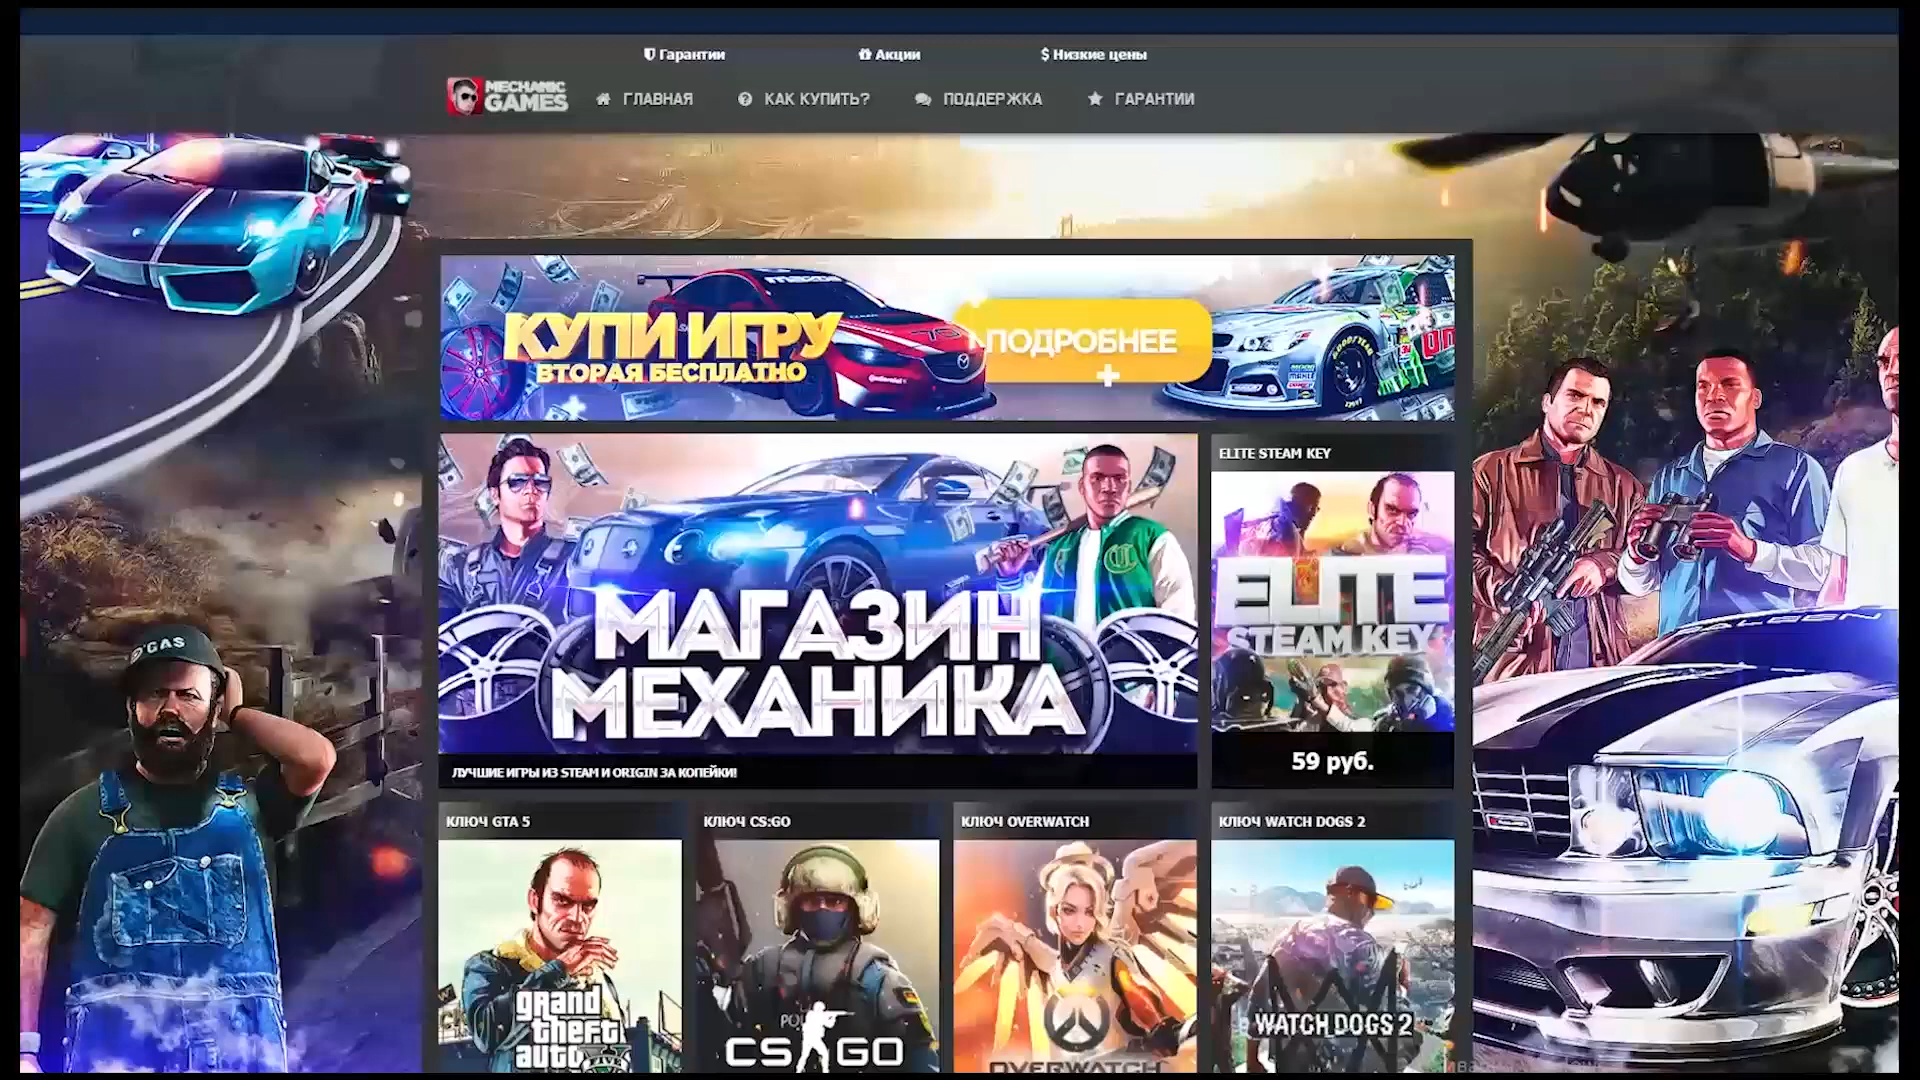 Гарантии
Акции
$ Низкие цены
MECHANIC
GAMES
ГЛАВНАЯ
КАК КУПИТЬ?
ПОДДЕРЖКА
ГАРАНТИИ
КУПИ ИГРУ
ВТОРАЯ БЕСПЛАТНО
ПОДРОБНЕЕ
МАГАЗИН
МЕХАНИКА
ЛУЧШИЕ ИГРЫ ИЗ STEAM И ORIGIN ЗА КОПЕЙКИ!
ELITE STEAM KEY
ELITE
STEAM KEY
59 руб.
GAS
КЛЮЧ GTA 5
КЛЮЧ CS:GO
КЛЮЧ OVERWATCH
КЛЮЧ WATCH DOGS 2
grand
theft
auto
CS GO
OVERWATCH
WATCH DOGS 2